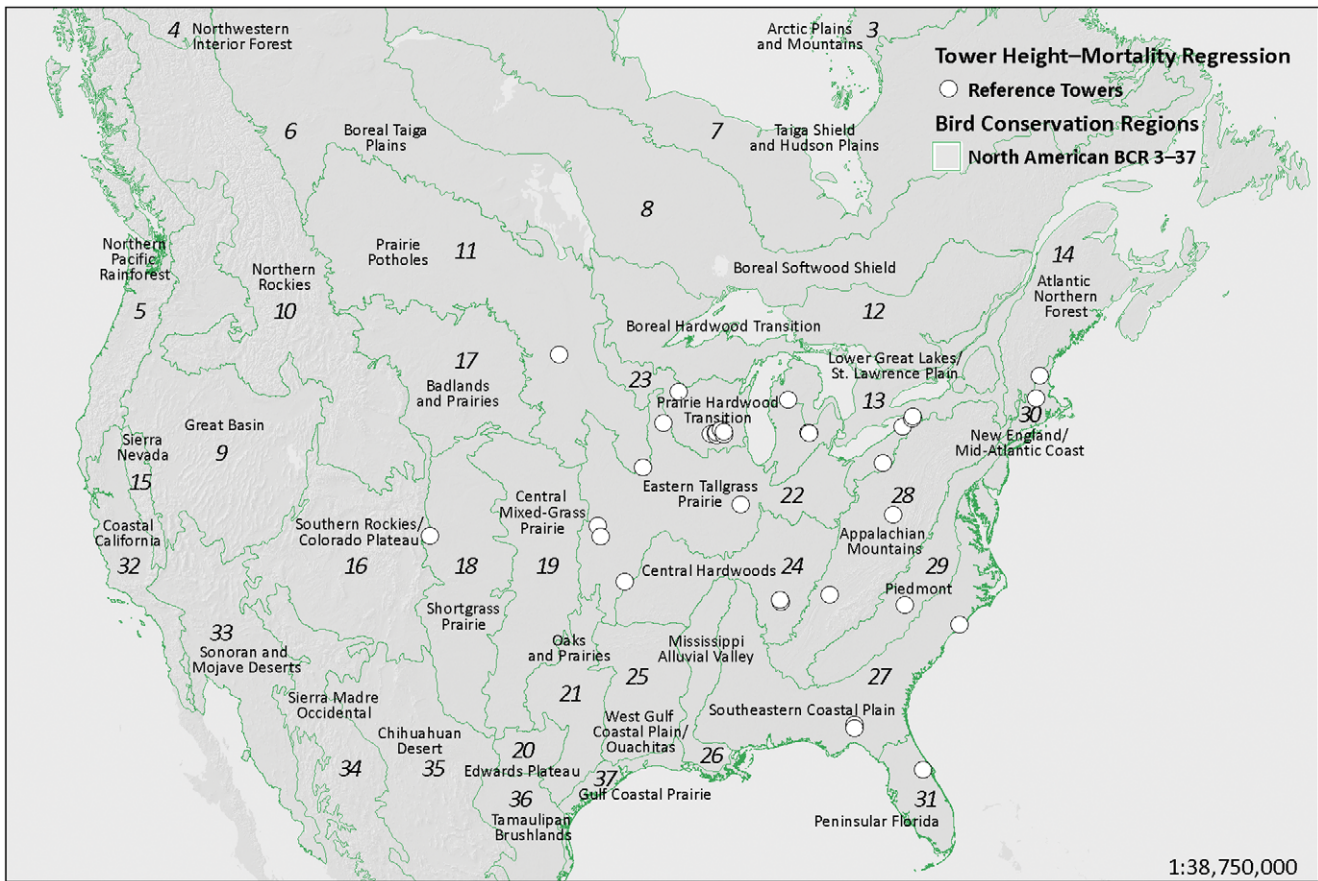 4 Northwestern
Interior Forest
Arctic Plains
and Mountains
3
Tower Height–Mortality Regression
Reference Towers
Bird Conservation Regions
North American BCR 3–37
6
Boreal Taiga
Plains
7
Taiga Shield
and Hudson Plains
8
Northern
Pacific
Rainforest
5
Prairie
Potholes
11
Northern
Rockies
10
Boreal Softwood Shield
14
Atlantic
Northern
Forest
12
Boreal Hardwood Transition
17
Badlands
and Prairies
23
Prairie Hardwood
Transition
Lower Great Lakes/
St. Lawrence Plain
13
30
New England/
Mid-Atlantic Coast
Great Basin
9
Sierra
Nevada
15
Coastal
California
32
Southern Rockies/
Colorado Plateau
16
18
Shortgrass
Prairie
Central
Mixed-Grass
Prairie
19
Eastern Tallgrass
Prairie
22
28
Appalachian
Mountains
Central Hardwoods
24
29
Piedmont
33
Sonoran and
Mojave Deserts
Oaks
and Prairies
21
25
Mississippi
Alluvial Valley
27
Southeastern Coastal Plain
Sierra Madre
Occidental
34
Chihuahuan
Desert
35
20
Edwards Plateau
West Gulf
Coastal Plain/
Ouachitas
26
37
Gulf Coastal Prairie
36
Tamaulipan
Brushlands
31
Peninsular Florida
1:38,750,000